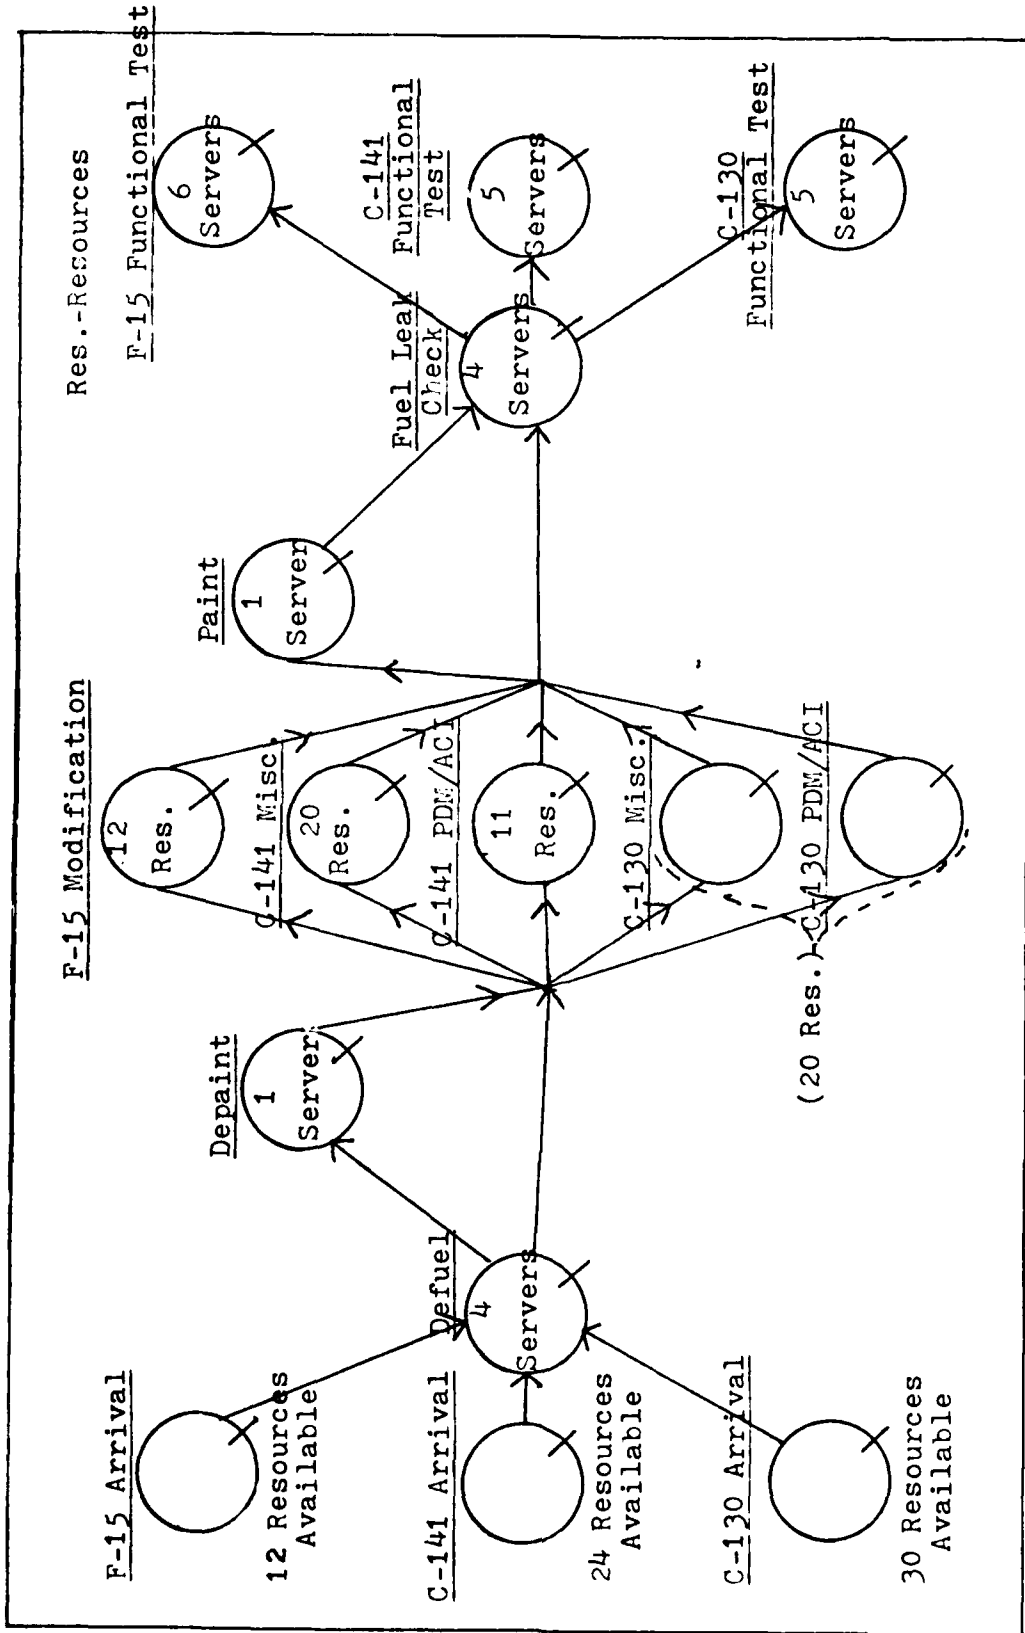 Res.-Resources
F-15 Arrival
12 Resources
Available
C-141 Arrival
24 Resources
Available
C-130 Arrival
30 Resources
Available
Defuel
4
Servers
Depaint
1
Server
F-15 Modification
12
Res.
C-141 Misc.
20
Res.
C-141 PDM/ACI
11
Res.
C-130 Misc.
C-130 PDM/ACI
(20 Res.)
Paint
1
Server
Fuel Leak
Check
4
Servers
F-15 Functional Test
6
Servers
C-141
Functional
Test
5
Servers
C-130
Functional Test
5
Servers